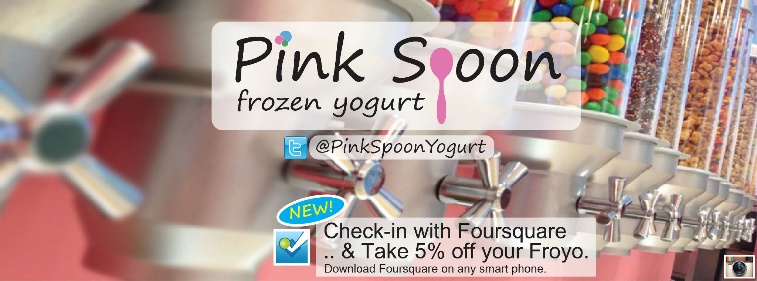 Pink Spoon
frozen yogurt
@PinkSpoonYogurt
NEW!
Check-in with Foursquare
.. & Take 5% off your Froyo.
Download Foursquare on any smart phone.